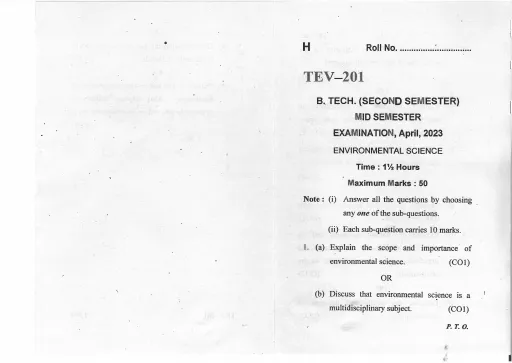 H Roll No. ..............................
TEV–201
B. TECH. (SECOND SEMESTER)
MID SEMESTER
EXAMINATION, April, 2023
ENVIRONMENTAL SCIENCE
Time : 1½ Hours
Maximum Marks : 50
Note : (i) Answer all the questions by choosing
any one of the sub-questions.
(ii) Each sub-question carries 10 marks.
1. (a) Explain the scope and importance of
environmental science. (CO1)
OR
(b) Discuss that environmental science is a
multidisciplinary subject. (CO1)
P. T. O.